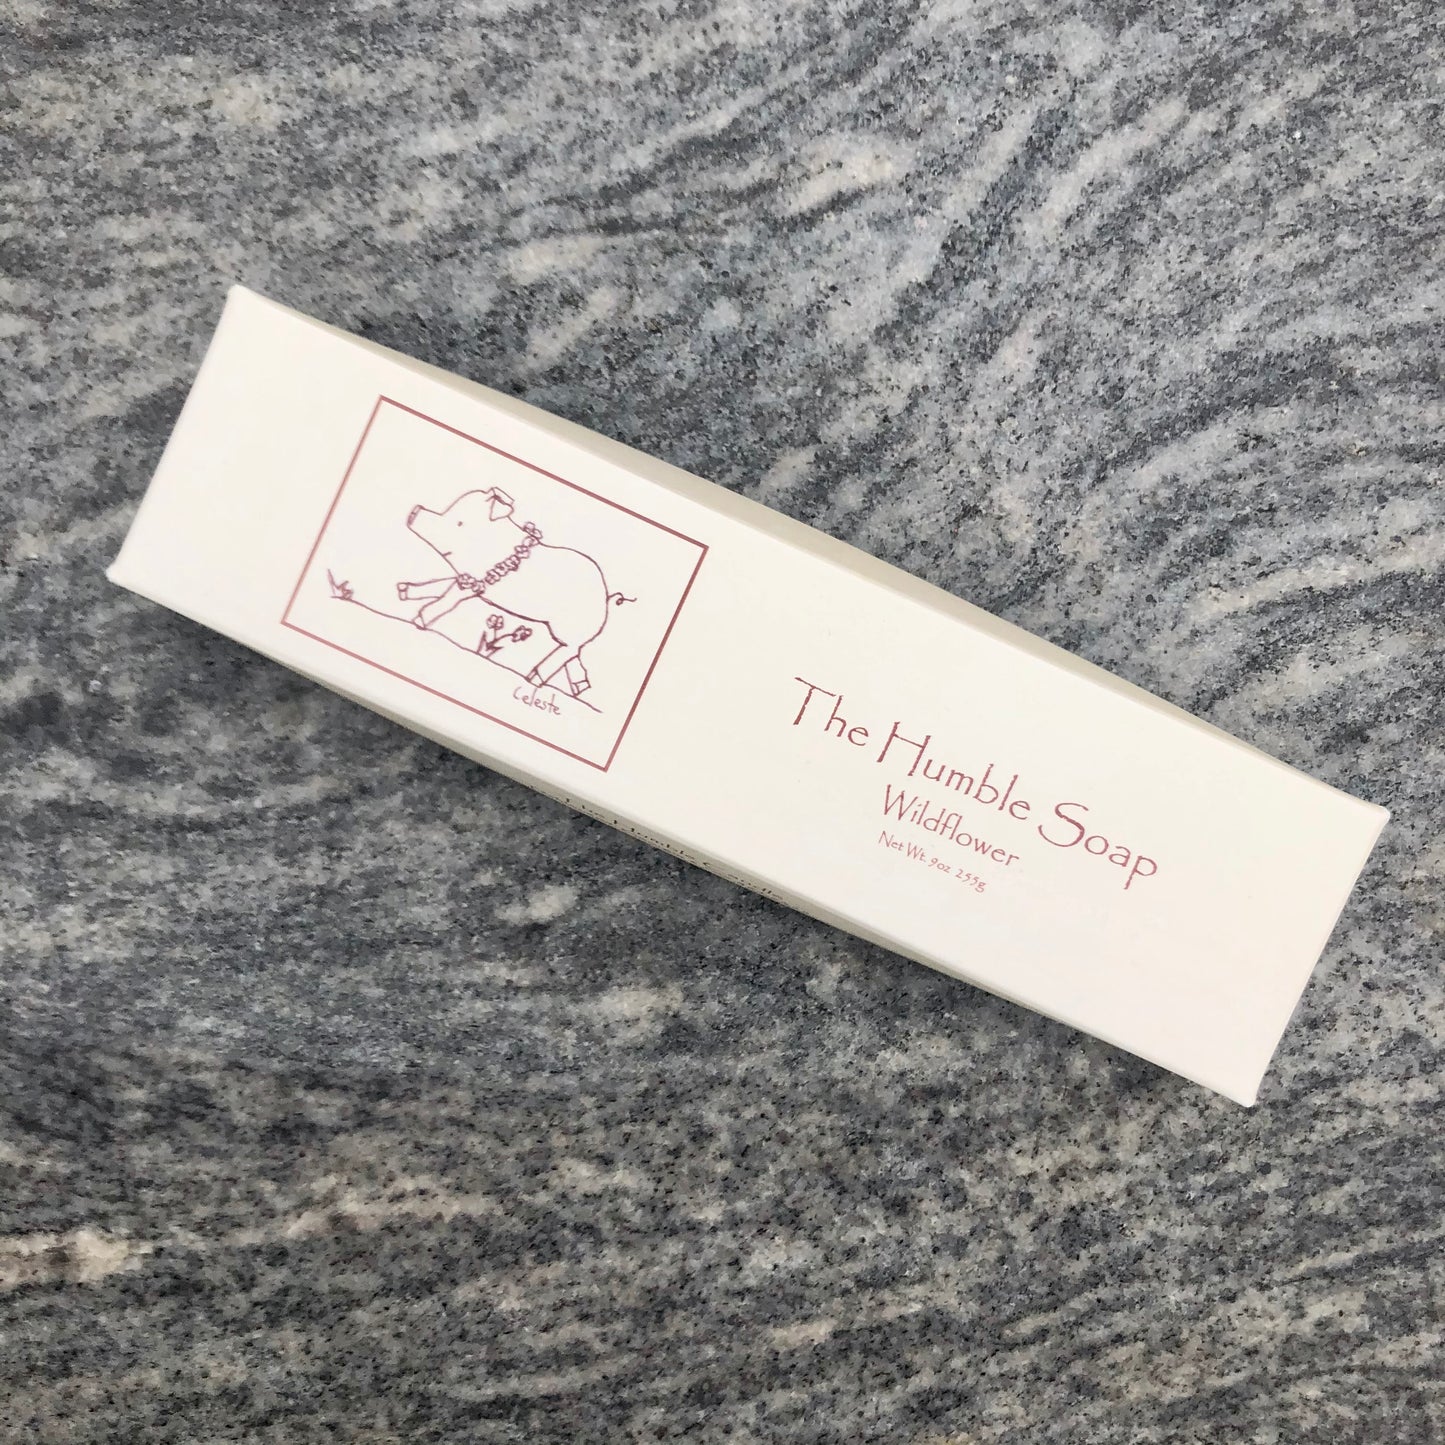 Celeste
The Humble Soap
Wildflower
Net Wt. 9oz 255g